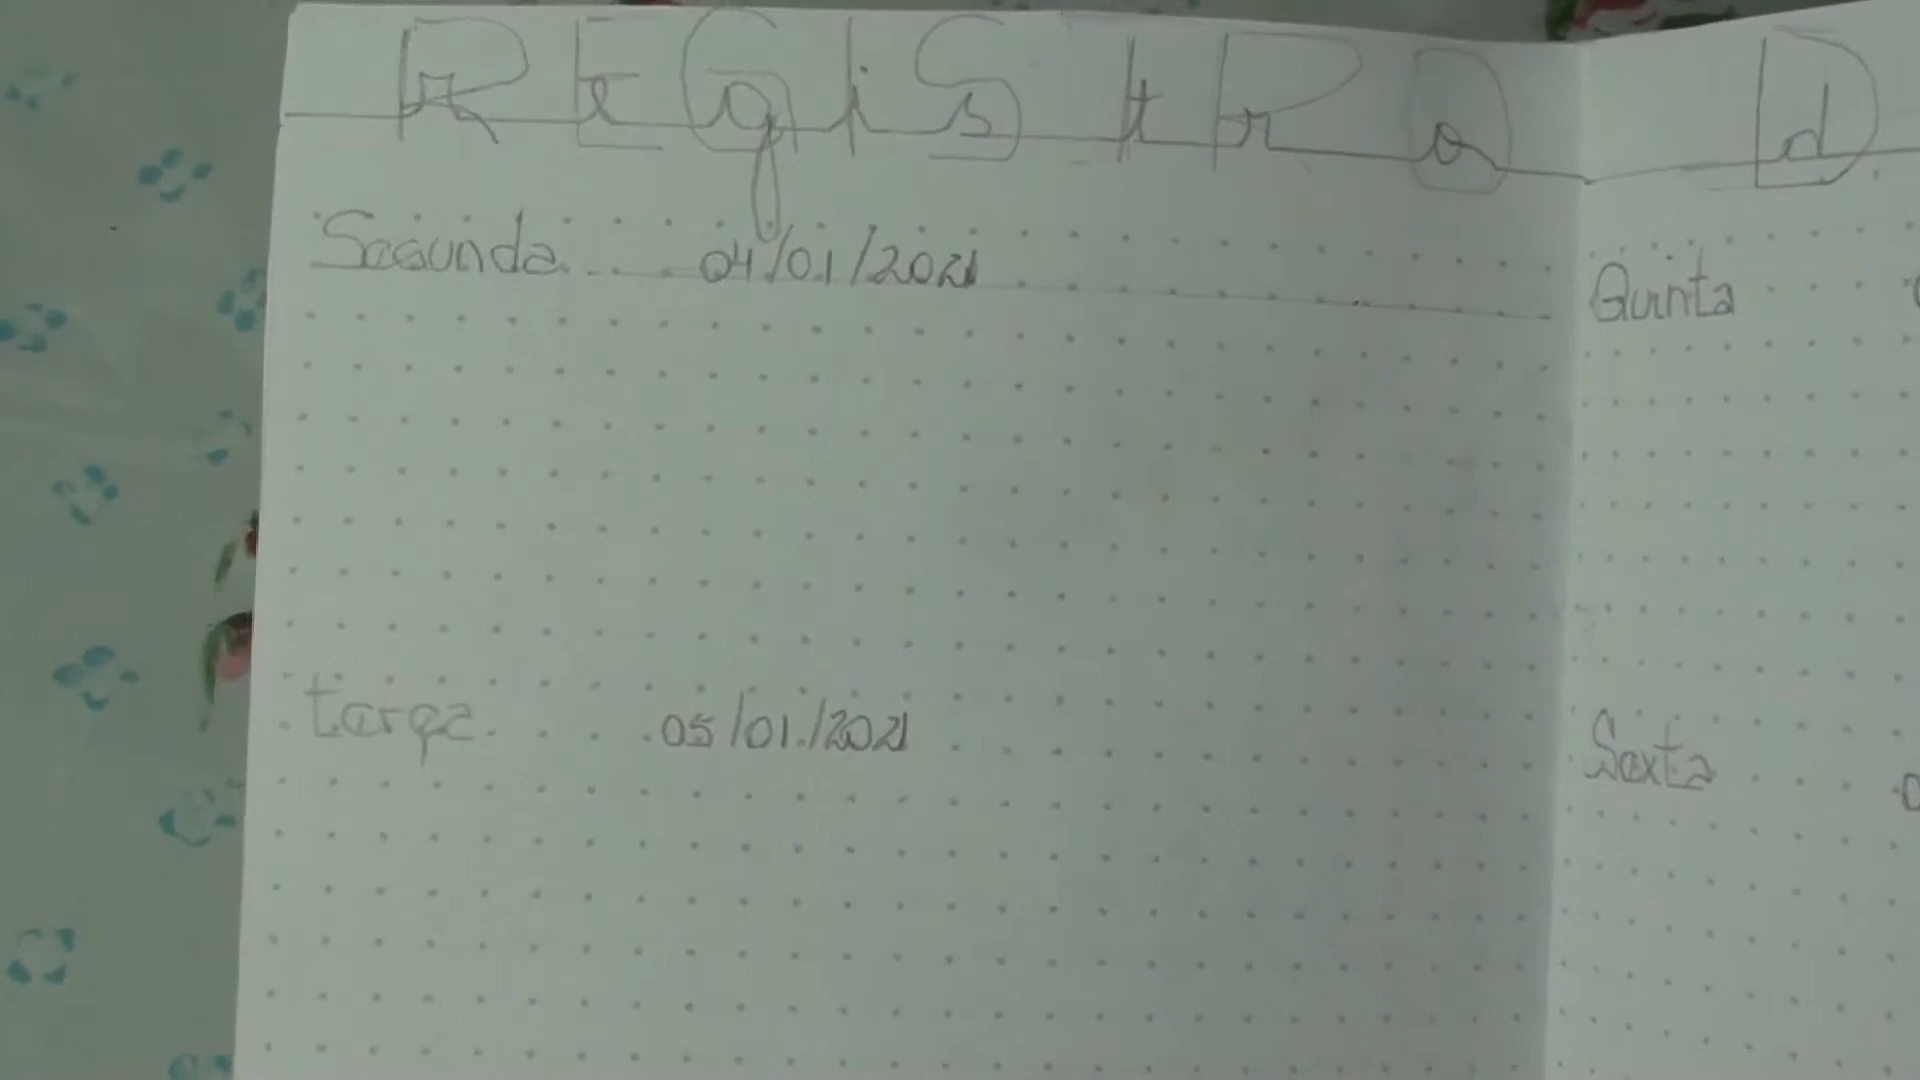 REgiStRo D
Segunda 04/01/2021
Quinta
terça 05/01/2021
Sexta